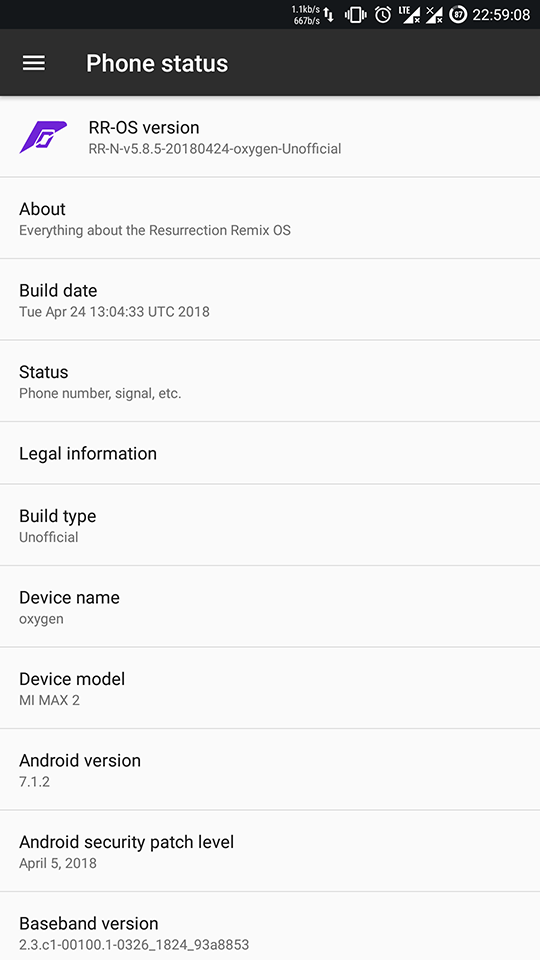 1.1kb/s
667b/s
LTE
87
22:59:08
Phone status
RR-OS version
RR-N-v5.8.5-20180424-oxygen-Unofficial
About
Everything about the Resurrection Remix OS
Build date
Tue Apr 24 13:04:33 UTC 2018
Status
Phone number, signal, etc.
Legal information
Build type
Unofficial
Device name
oxygen
Device model
MI MAX 2
Android version
7.1.2
Android security patch level
April 5, 2018
Baseband version
2.3.c1-00100.1-0326_1824_93a8853